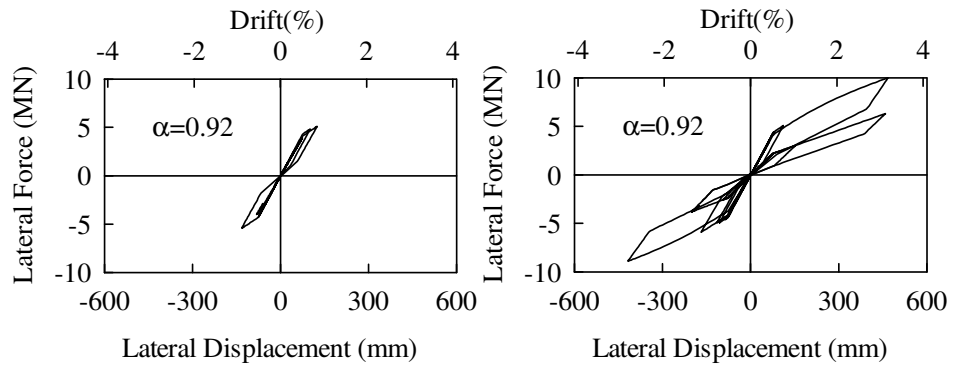 Drift(%)
-4 -2 0 2 4
10
5
0
-5
-10
Lateral Force (MN)
α=0.92
-600 -300 0 300 600
Lateral Displacement (mm)
Drift(%)
-4 -2 0 2 4
10
5
0
-5
-10
Lateral Force (MN)
α=0.92
-600 -300 0 300 600
Lateral Displacement (mm)